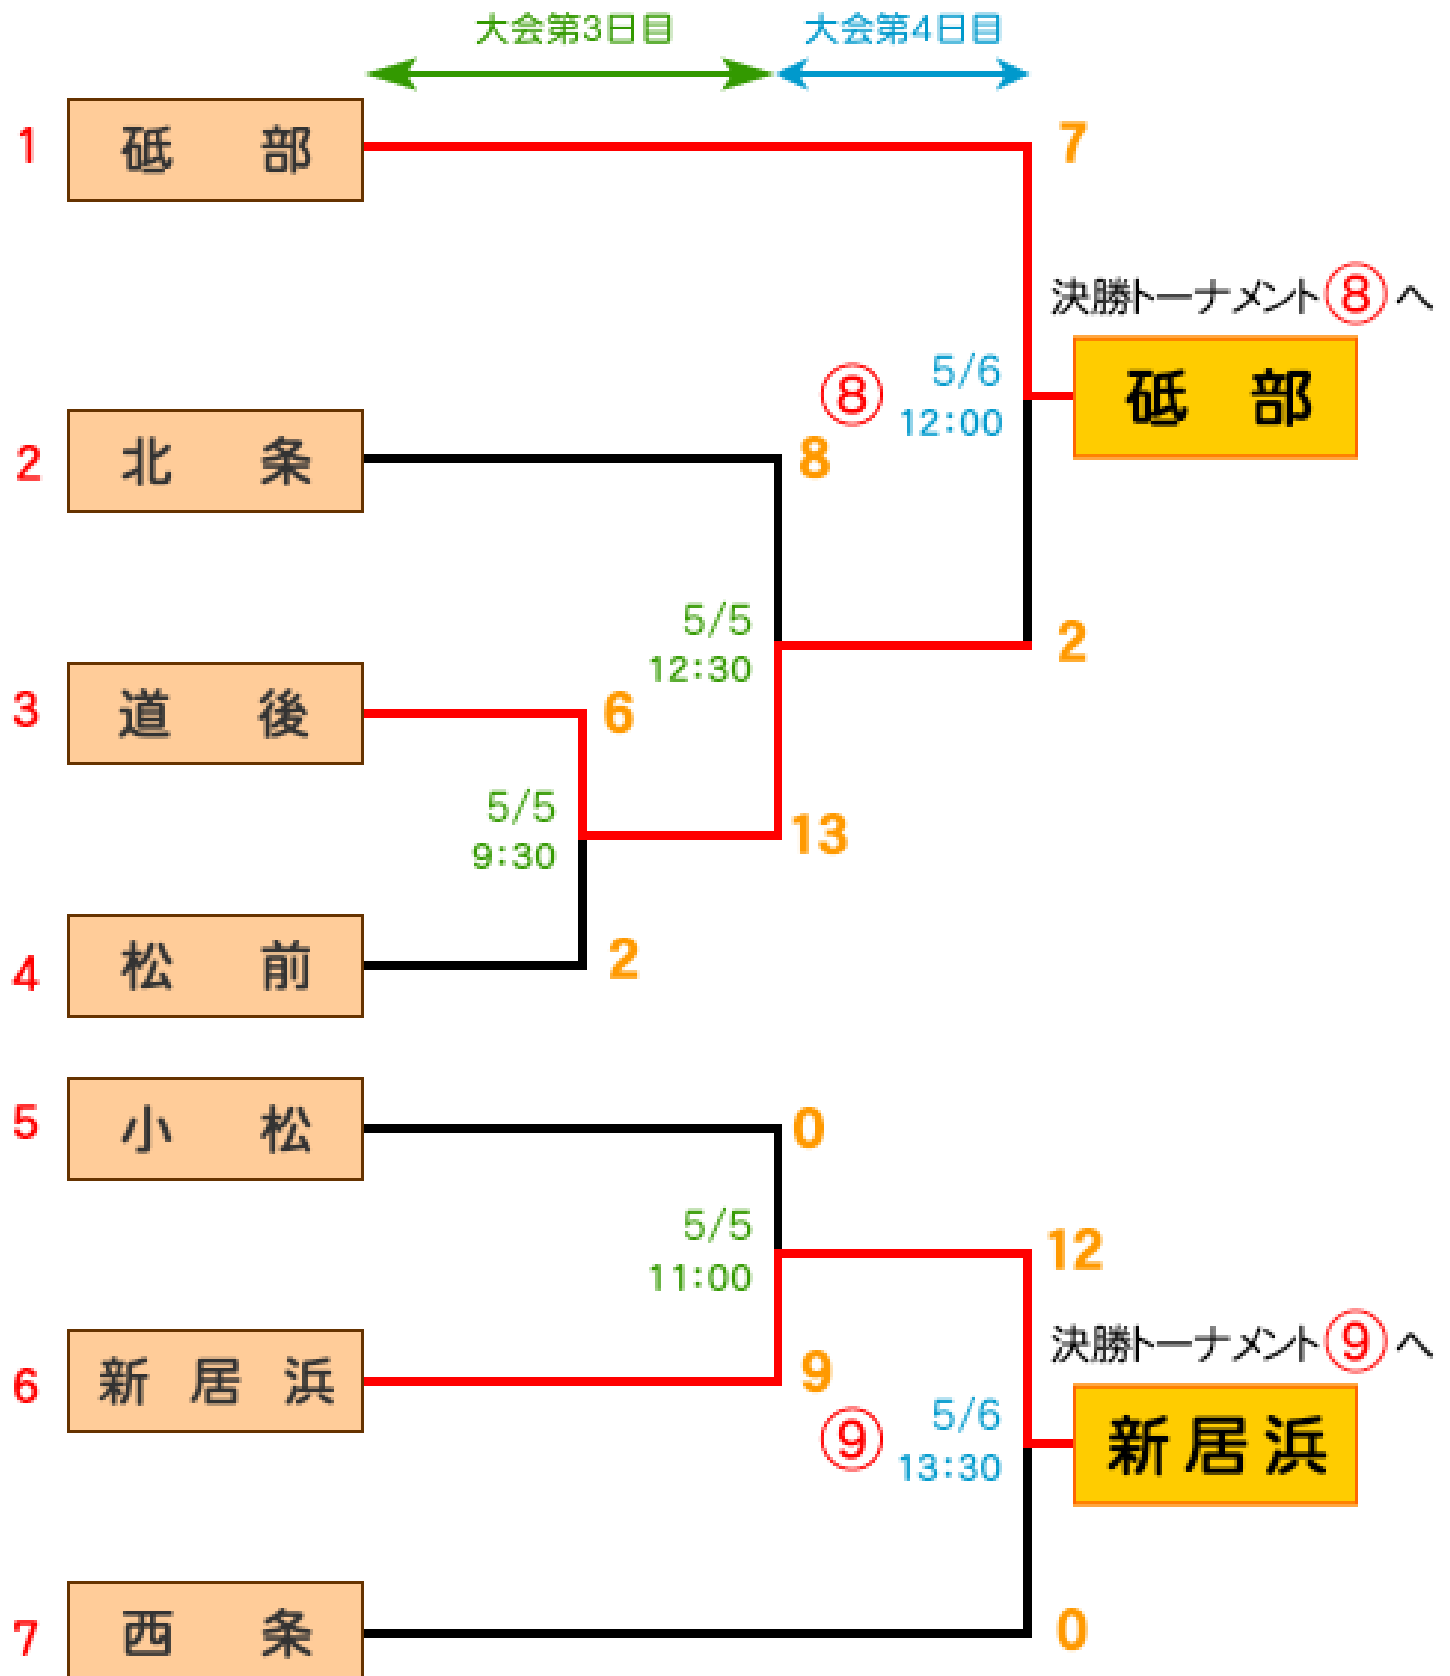 大会第3日目 大会第4日目
1 砥部 7
決勝トーナメント⑧へ
⑧ 5/6
12:00
砥部
2 北条 8
5/5
12:30
2
3 道後 6
5/5
9:30
13
4 松前 2
5 小松 0
5/5
11:00
12
決勝トーナメント⑨へ
6 新居浜 9
⑨ 5/6
13:30
新居浜
7 西条 0